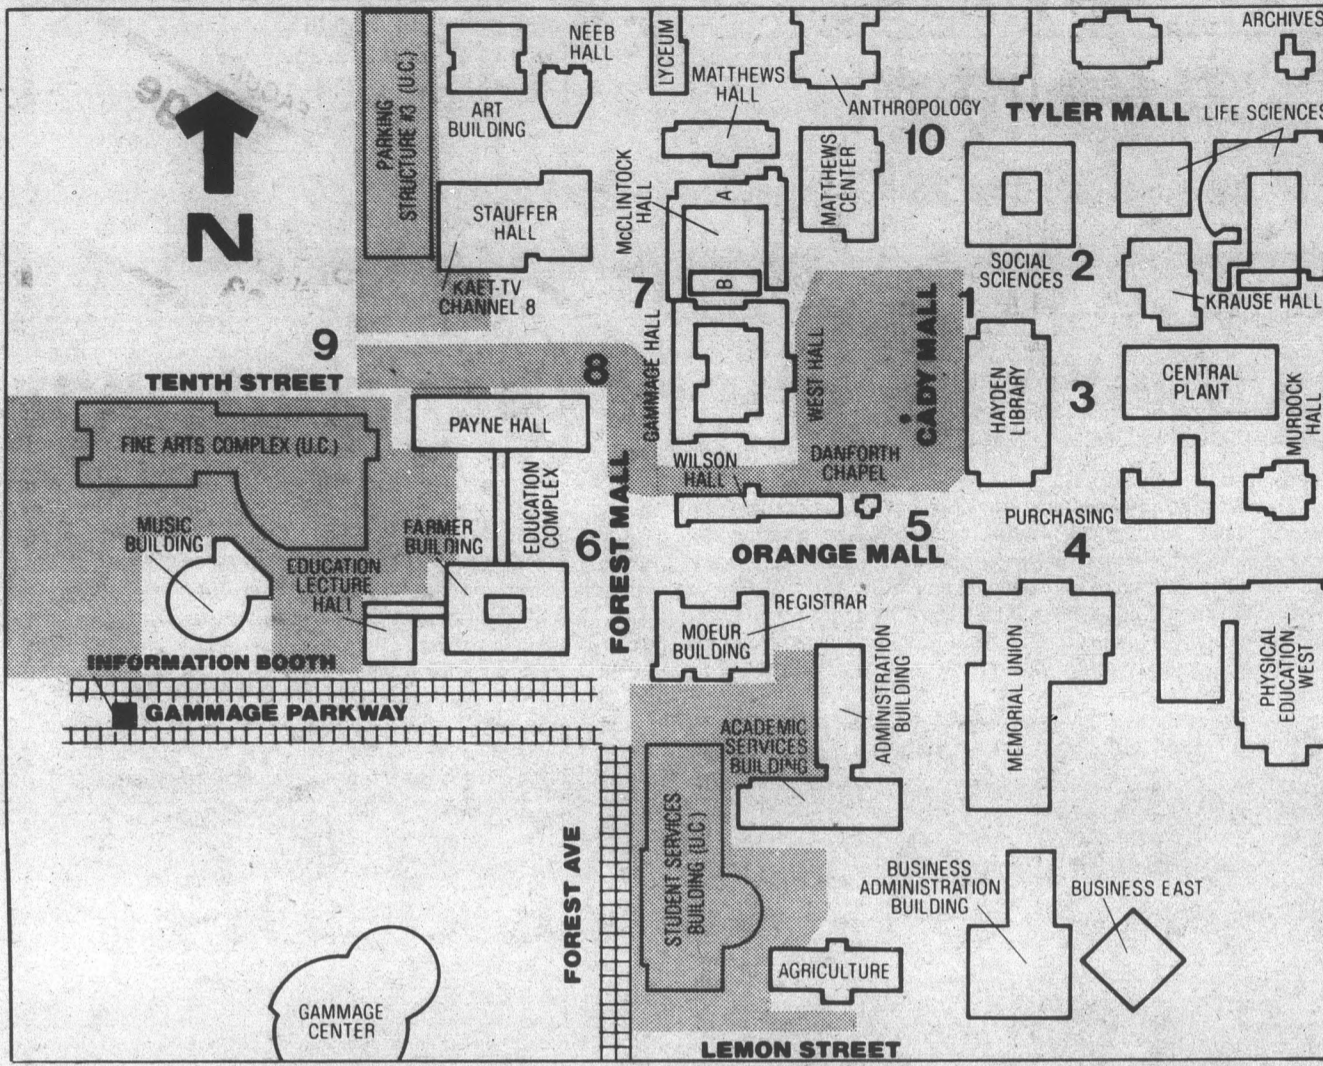 ARCHIVES
NEEB
HALL
LYCEUM
PARKING
STRUCTURE #3 (U.C.)
MATTHEWS
HALL
ART
BUILDING
ANTHROPOLOGY
TYLER MALL
LIFE SCIENCES
10
McCLINTOCK
HALL
A
MATTHEWS
CENTER
N
STAUFFER
HALL
SOCIAL
SCIENCES
2
KAET-TV
CHANNEL 8
7
B
1
KRAUSE HALL
9
8
GAMMAGE HALL
WEST HALL
CADY MALL
HAYDEN
LIBRARY
3
CENTRAL
PLANT
MURDOCK
HALL
TENTH STREET
PAYNE HALL
FINE ARTS COMPLEX (U.C.)
WILSON
HALL
DANFORTH
CHAPEL
EDUCATION
COMPLEX
FOREST MALL
MUSIC
BUILDING
FARMER
BUILDING
6
5
PURCHASING
ORANGE MALL
4
EDUCATION
LECTURE
HALL
REGISTRAR
MOEUR
BUILDING
ADMINISTRATION
BUILDING
MEMORIAL UNION
PHYSICAL
EDUCATION –
WEST
INFORMATION BOOTH
GAMMAGE PARKWAY
ACADEMIC
SERVICES
BUILDING
STUDENT SERVICES
BUILDING (U.C.)
FOREST AVE
BUSINESS
ADMINISTRATION
BUILDING
BUSINESS EAST
AGRICULTURE
GAMMAGE
CENTER
LEMON STREET